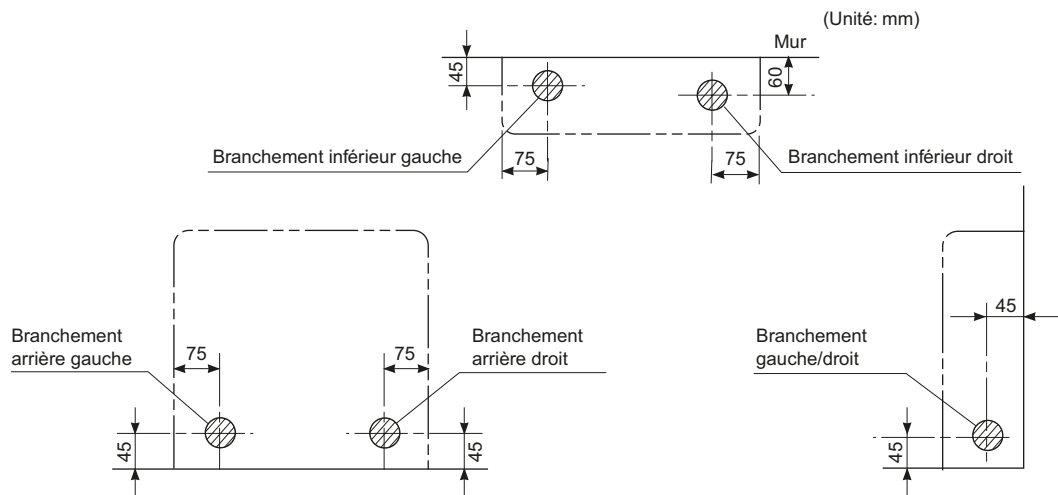 (Unité: mm)
Mur
45
60
Branchement inférieur gauche
75
75
Branchement inférieur droit
Branchement
arrière gauche
75
75
Branchement
arrière droit
45
45
Branchement
gauche/droit
45
45